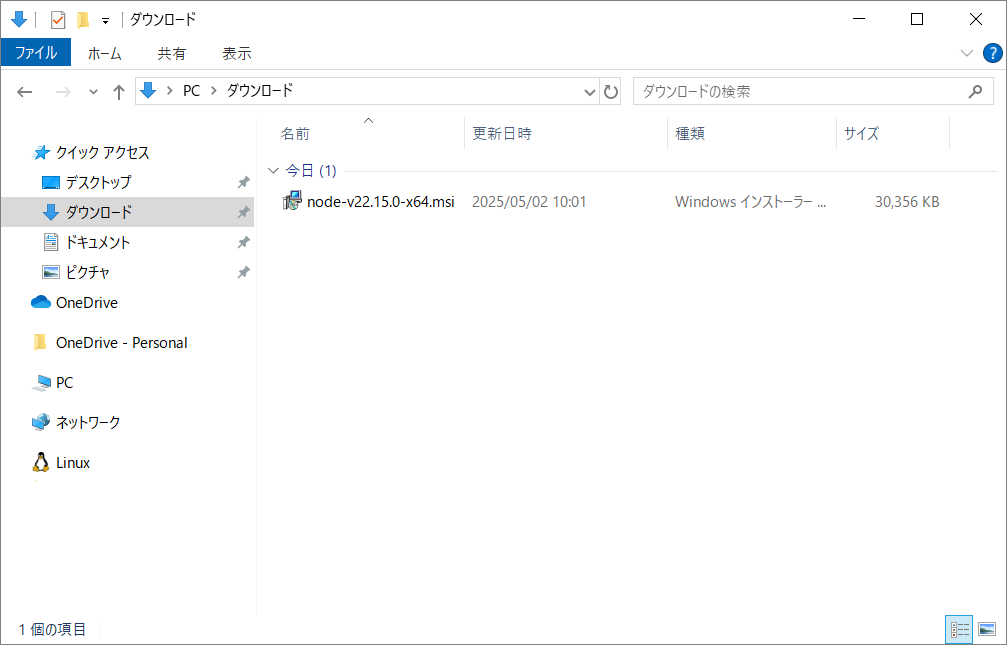 ダウンロード
ファイル ホーム 共有 表示
PC ダウンロード ダウンロードの検索
名前 更新日時 種類 サイズ
クイック アクセス
デスクトップ
ダウンロード
ドキュメント
ピクチャ
OneDrive
OneDrive - Personal
PC
ネットワーク
Linux
今日 (1)
node-v22.15.0-x64.msi 2025/05/02 10:01 Windows インストーラー ... 30,356 KB
1 個の項目